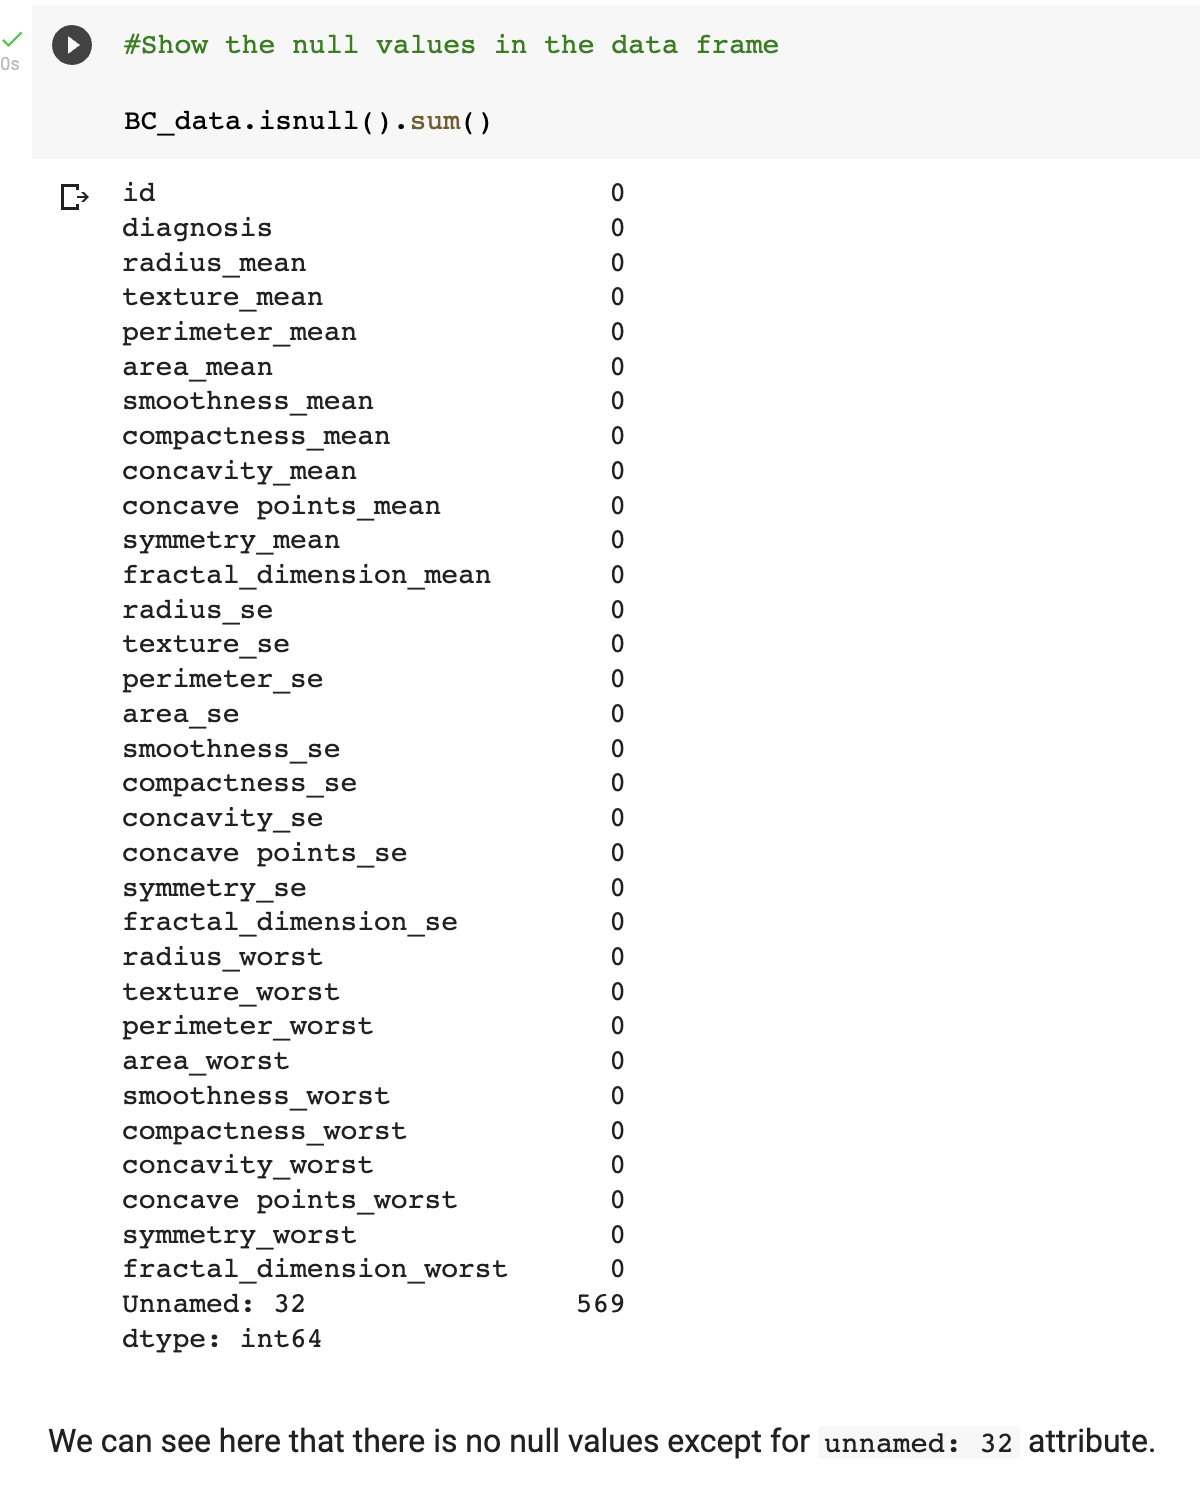 #Show the null values in the data frame
0s
BC_data.isnull().sum()
id 0
diagnosis 0
radius_mean 0
texture_mean 0
perimeter_mean 0
area_mean 0
smoothness_mean 0
compactness_mean 0
concavity_mean 0
concave points_mean 0
symmetry_mean 0
fractal_dimension_mean 0
radius_se 0
texture_se 0
perimeter_se 0
area_se 0
smoothness_se 0
compactness_se 0
concavity_se 0
concave points_se 0
symmetry_se 0
fractal_dimension_se 0
radius_worst 0
texture_worst 0
perimeter_worst 0
area_worst 0
smoothness_worst 0
compactness_worst 0
concavity_worst 0
concave points_worst 0
symmetry_worst 0
fractal_dimension_worst 0
Unnamed: 32 569
dtype: int64
We can see here that there is no null values except for unnamed: 32 attribute.